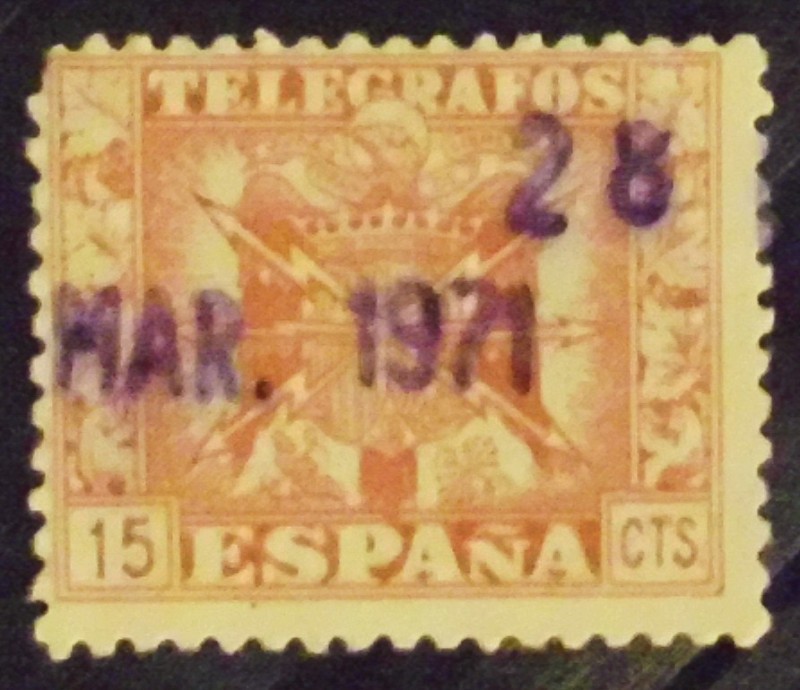 TELEGRAFOS
28
MAR. 1971
15 ESPAÑA CTS